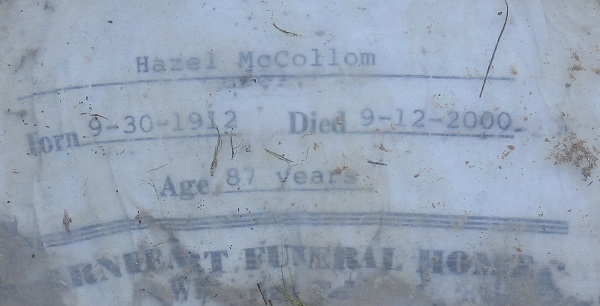 Hazel McCollom
Born 9-30-1912 Died 9-12-2000
Age 87 years
FUNERAL HOME